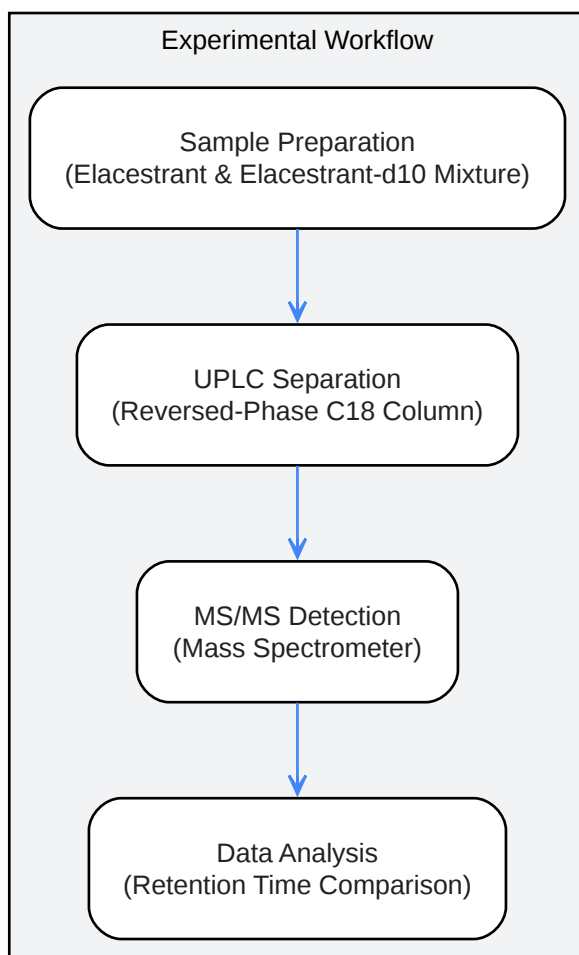 Experimental Workflow
Sample Preparation
(Elacestrant & Elacestrant-d10 Mixture)
UPLC Separation
(Reversed-Phase C18 Column)
MS/MS Detection
(Mass Spectrometer)
Data Analysis
(Retention Time Comparison)